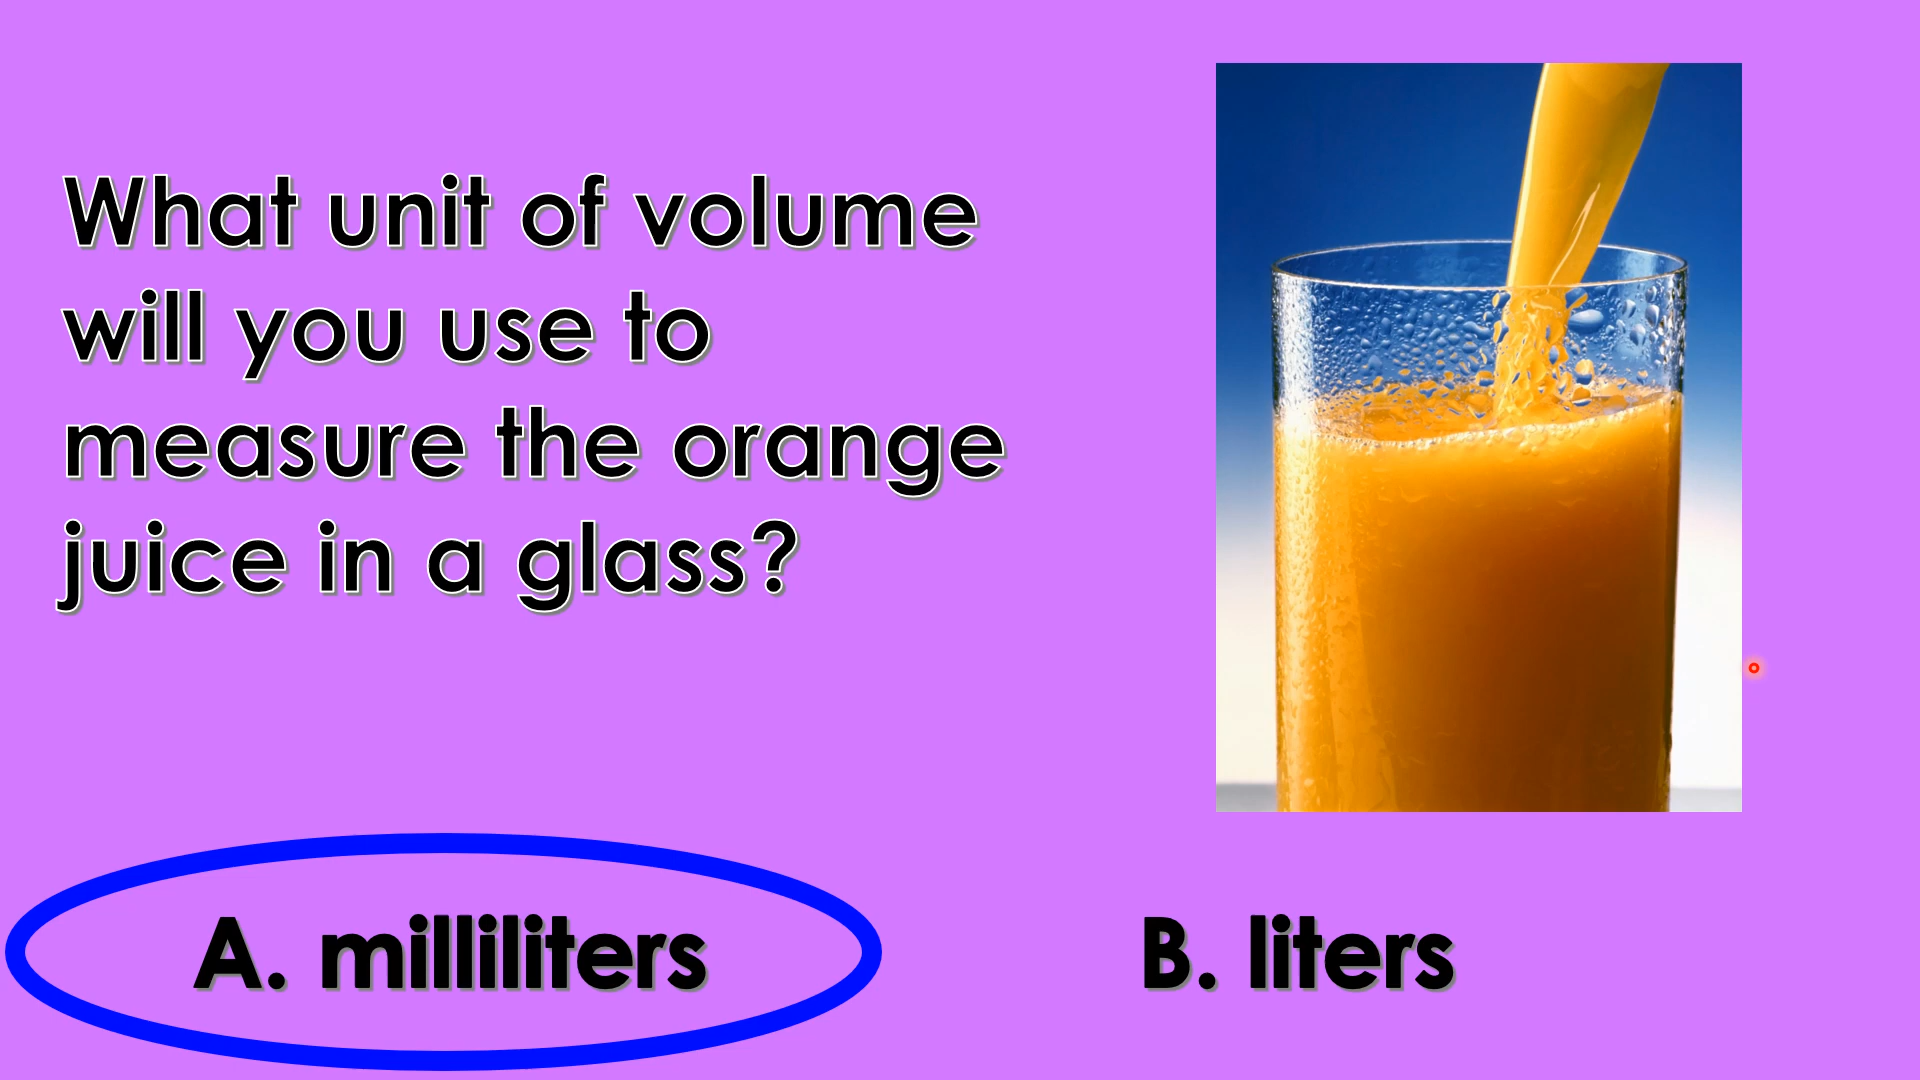 What unit of volume
will you use to
measure the orange
juice in a glass?
A. milliliters
B. liters